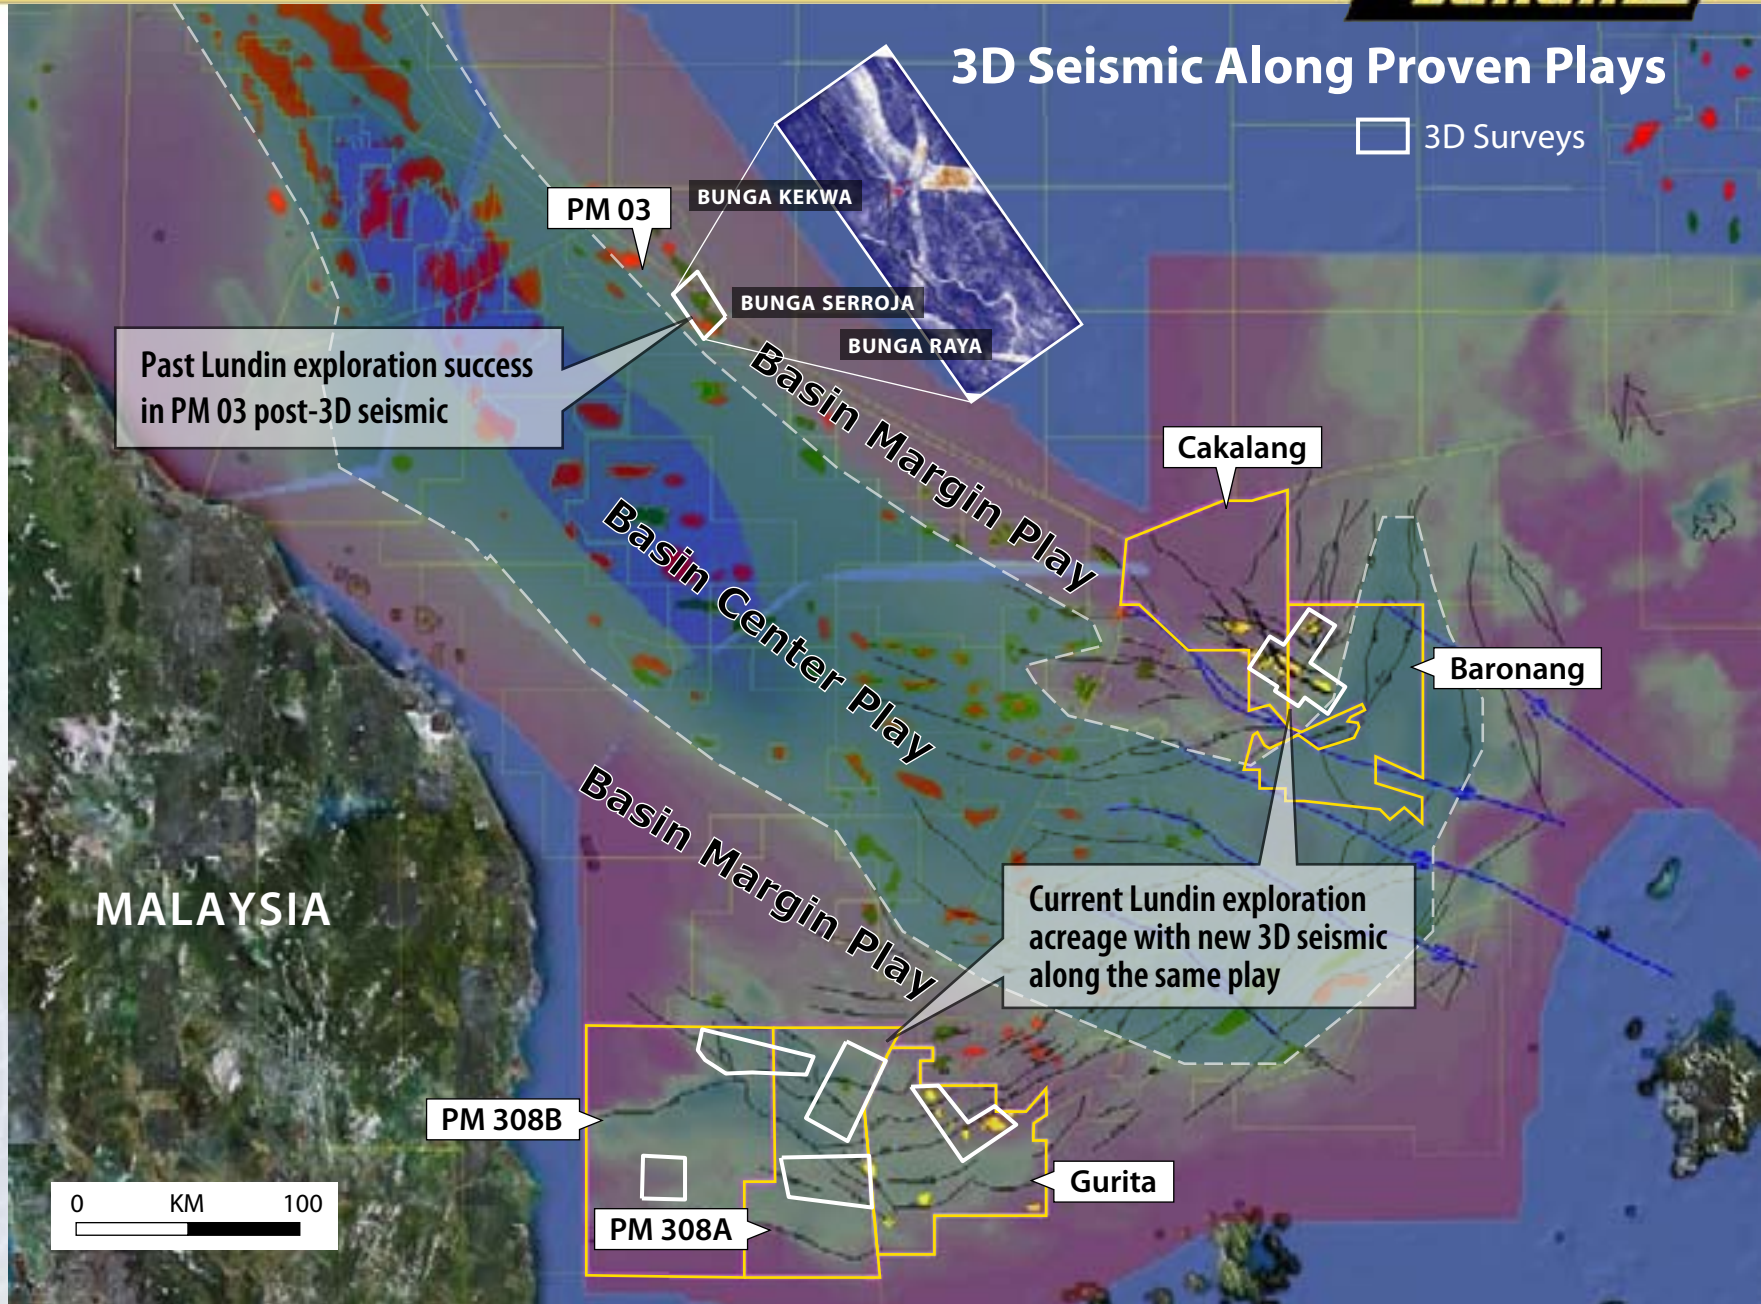 3D Seismic Along Proven Plays
3D Surveys
PM 03
BUNGA KEKWA
BUNGA SERROJA
BUNGA RAYA
Past Lundin exploration success
in PM 03 post-3D seismic
Basin Margin Play
Cakalang
Basin Center Play
Baronang
Basin Margin Play
MALAYSIA
Current Lundin exploration
acreage with new 3D seismic
along the same play
PM 308B
Gurita
PM 308A
0 KM 100